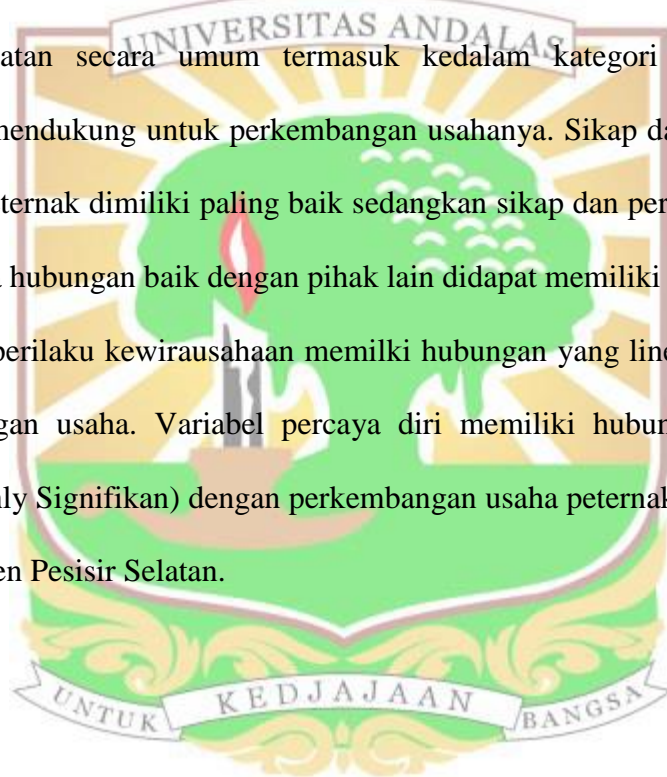 UNIVERSITAS ANDALAS
atan secara umum termasuk kedalam kategori
mendukung untuk perkembangan usahanya. Sikap da
ternak dimiliki paling baik sedangkan sikap dan per
hubungan baik dengan pihak lain didapat memiliki
perilaku kewirausahaan memilki hubungan yang line
gan usaha. Variabel percaya diri memiliki hubun
ly Signifikan) dengan perkembangan usaha peternak
en Pesisir Selatan.
UNTUK KEDJAJAAN BANGSA